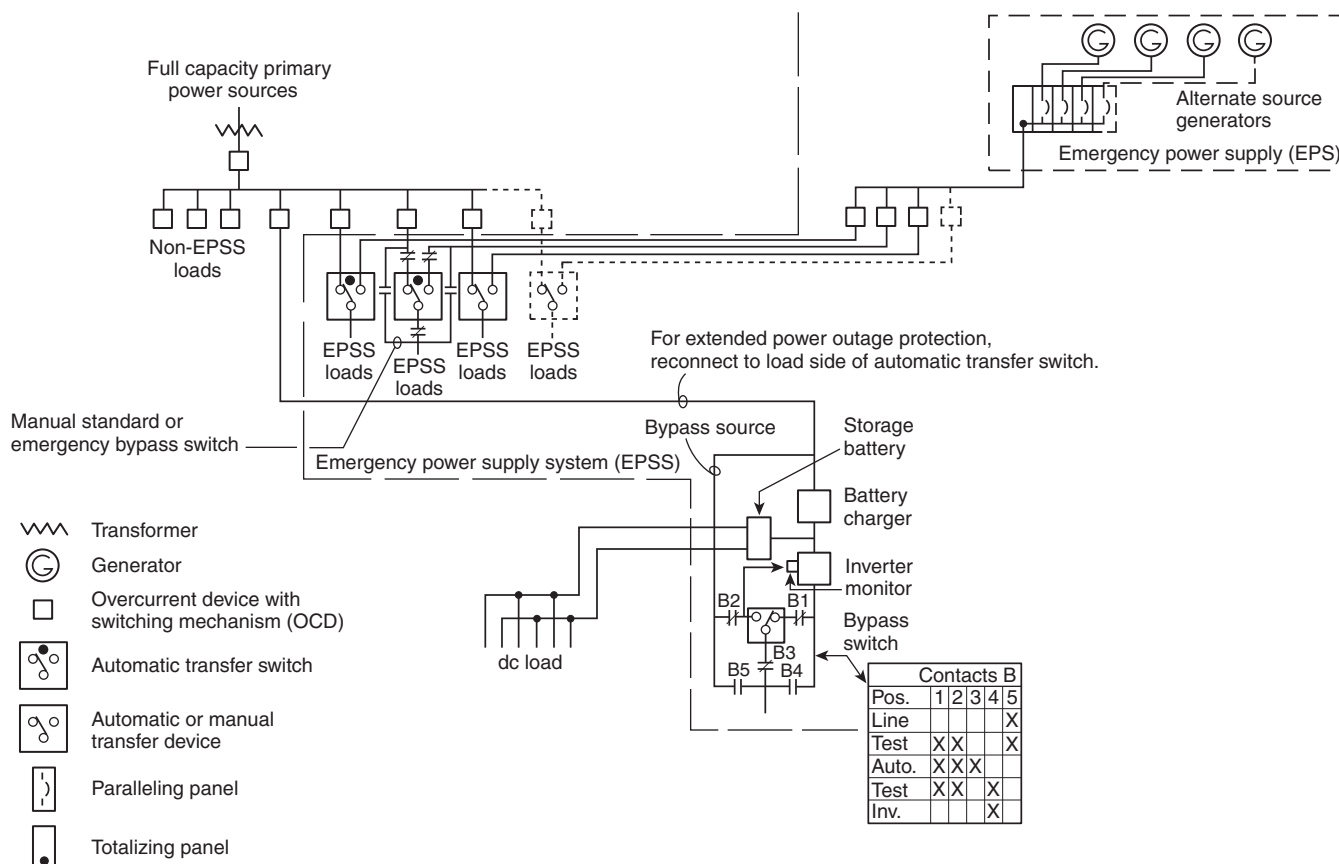 Full capacity primary
power sources
G G G G
Alternate source
generators
Emergency power supply (EPS)
Non-EPSS
loads
EPSS
loads
EPSS
loads
EPSS
loads
EPSS
loads
For extended power outage protection,
reconnect to load side of automatic transfer switch.
Manual standard or
emergency bypass switch
Bypass source
Storage
battery
Emergency power supply system (EPSS)
Battery
charger
Inverter
monitor
B2 B1
Bypass
switch
B3
B5 B4
dc load
Transformer
G Generator
Overcurrent device with
switching mechanism (OCD)
Automatic transfer switch
Automatic or manual
transfer device
Paralleling panel
Totalizing panel
Contacts B
Pos. 1 2 3 4 5
Line X
Test X X X
Auto. X X X
Test X X X
Inv. X